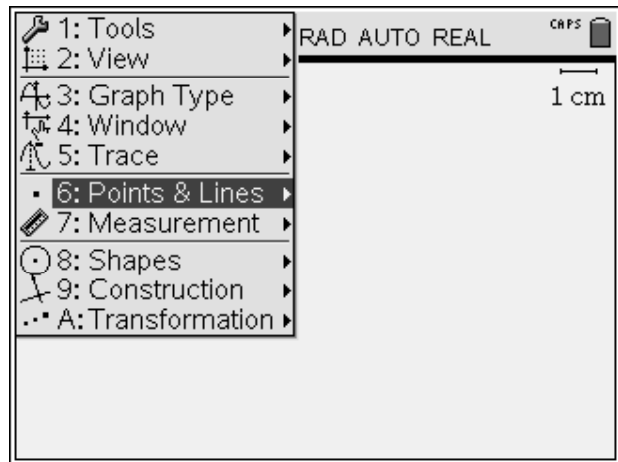 1: Tools
RAD AUTO REAL
CAPS
2: View
3: Graph Type
1 cm
4: Window
5: Trace
6: Points & Lines
7: Measurement
8: Shapes
9: Construction
A: Transformation